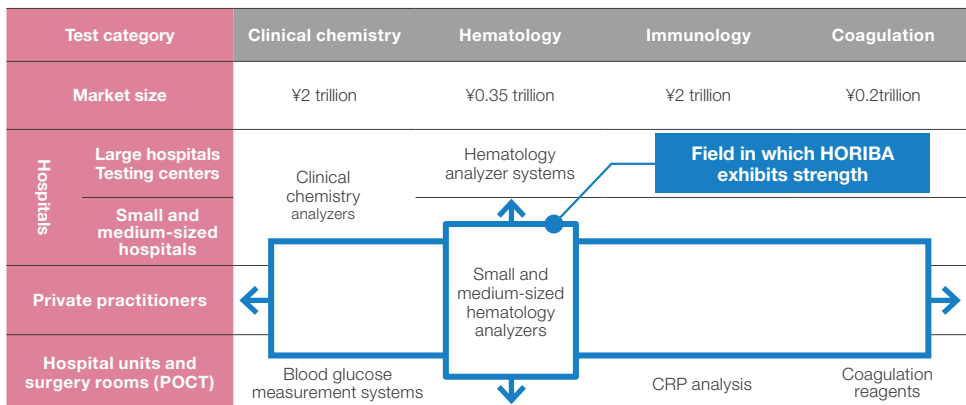 Test category
Clinical chemistry
Hematology
Immunology
Coagulation
Market size
¥2 trillion
¥0.35 trillion
¥2 trillion
¥0.2trillion
Hospitals
Large hospitals
Testing centers
Small and
medium-sized
hospitals
Clinical
chemistry
analyzers
Hematology
analyzer systems
Field in which HORIBA
exhibits strength
Private practitioners
Small and
medium-sized
hematology
analyzers
Hospital units and
surgery rooms (POCT)
Blood glucose
measurement systems
CRP analysis
Coagulation
reagents